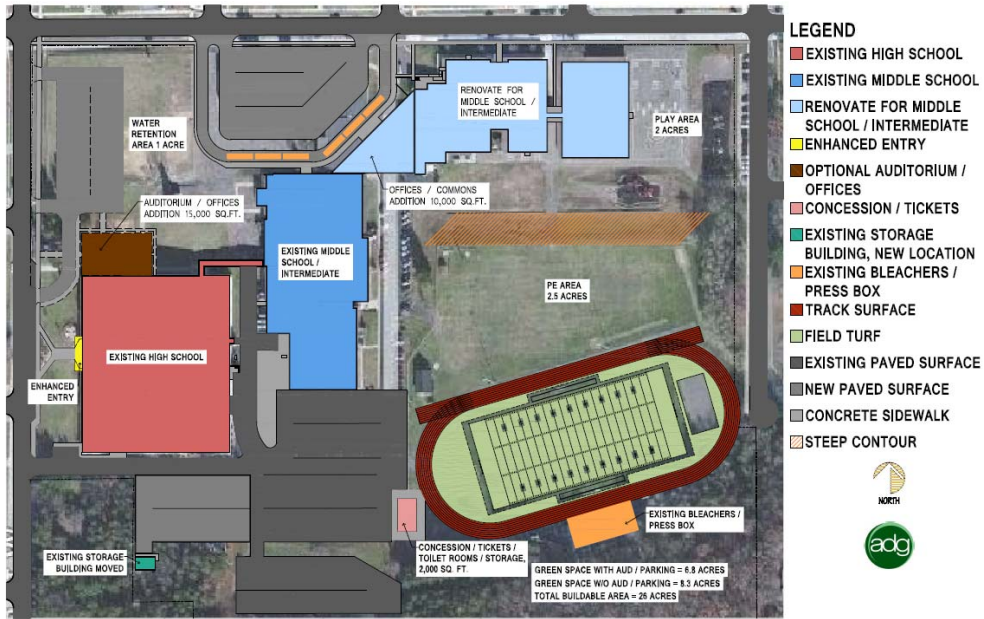 LEGEND
EXISTING HIGH SCHOOL
EXISTING MIDDLE SCHOOL
RENOVATE FOR MIDDLE
SCHOOL / INTERMEDIATE
ENHANCED ENTRY
OPTIONAL AUDITORIUM /
OFFICES
CONCESSION / TICKETS
EXISTING STORAGE
BUILDING, NEW LOCATION
EXISTING BLEACHERS /
PRESS BOX
TRACK SURFACE
FIELD TURF
EXISTING PAVED SURFACE
NEW PAVED SURFACE
CONCRETE SIDEWALK
STEEP CONTOUR
NORTH
adg
RENOVATE FOR
MIDDLE SCHOOL /
INTERMEDIATE
PLAY AREA
2 ACRES
WATER
RETENTION
AREA 1 ACRE
OFFICES / COMMONS
ADDITION 10,000 SQ.FT.
AUDITORIUM / OFFICES
ADDITION 15,000 SQ.FT.
EXISTING MIDDLE
SCHOOL /
INTERMEDIATE
PE AREA
2.5 ACRES
EXISTING HIGH SCHOOL
ENHANCED
ENTRY
EXISTING BLEACHERS /
PRESS BOX
EXISTING STORAGE
BUILDING MOVED
CONCESSION / TICKETS /
TOILET ROOMS / STORAGE,
2,000 SQ. FT.
GREEN SPACE WITH AUD / PARKING = 6.8 ACRES
GREEN SPACE W/O AUD / PARKING = 8.3 ACRES
TOTAL BUILDABLE AREA = 26 ACRES